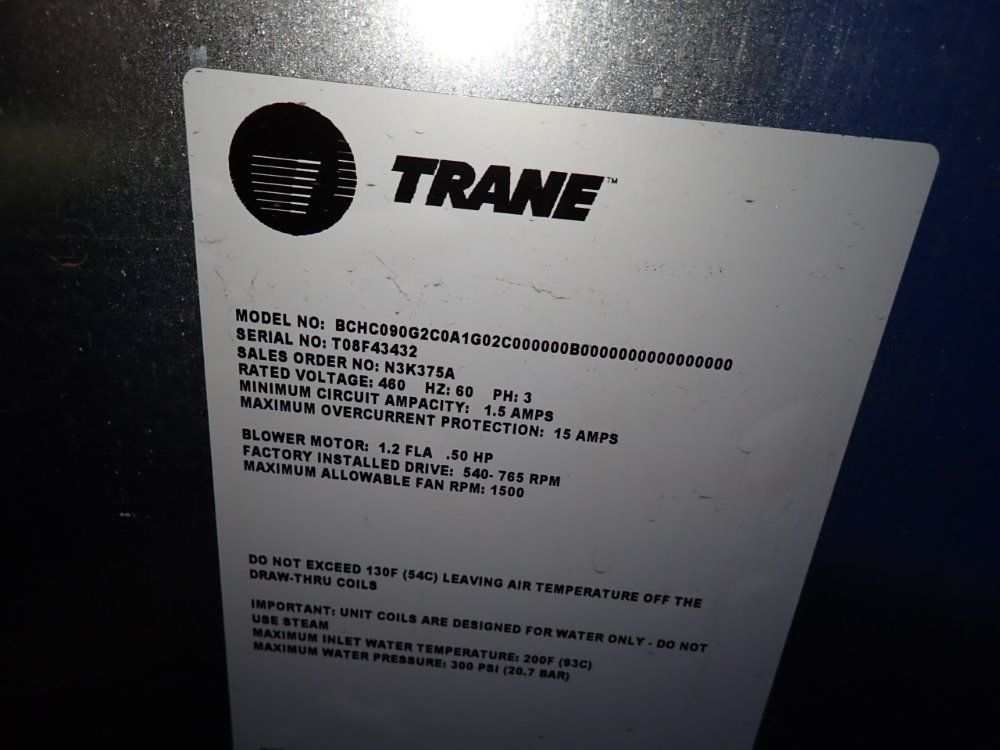 TRANE™
MODEL NO: BCHC090G2C0A1G02C000000B0000000000000000
SERIAL NO: T08F43432
SALES ORDER NO: N3K375A
RATED VOLTAGE: 460 HZ: 60 PH: 3
MINIMUM CIRCUIT AMPACITY: 1.5 AMPS
MAXIMUM OVERCURRENT PROTECTION: 15 AMPS
BLOWER MOTOR: 1.2 FLA .50 HP
FACTORY INSTALLED DRIVE: 540- 765 RPM
MAXIMUM ALLOWABLE FAN RPM: 1500
DO NOT EXCEED 130F (54C) LEAVING AIR TEMPERATURE OFF THE
DRAW-THRU COILS
IMPORTANT: UNIT COILS ARE DESIGNED FOR WATER ONLY - DO NOT
USE STEAM
MAXIMUM INLET WATER TEMPERATURE: 200F (93C)
MAXIMUM WATER PRESSURE: 300 PSI (20.7 BAR)